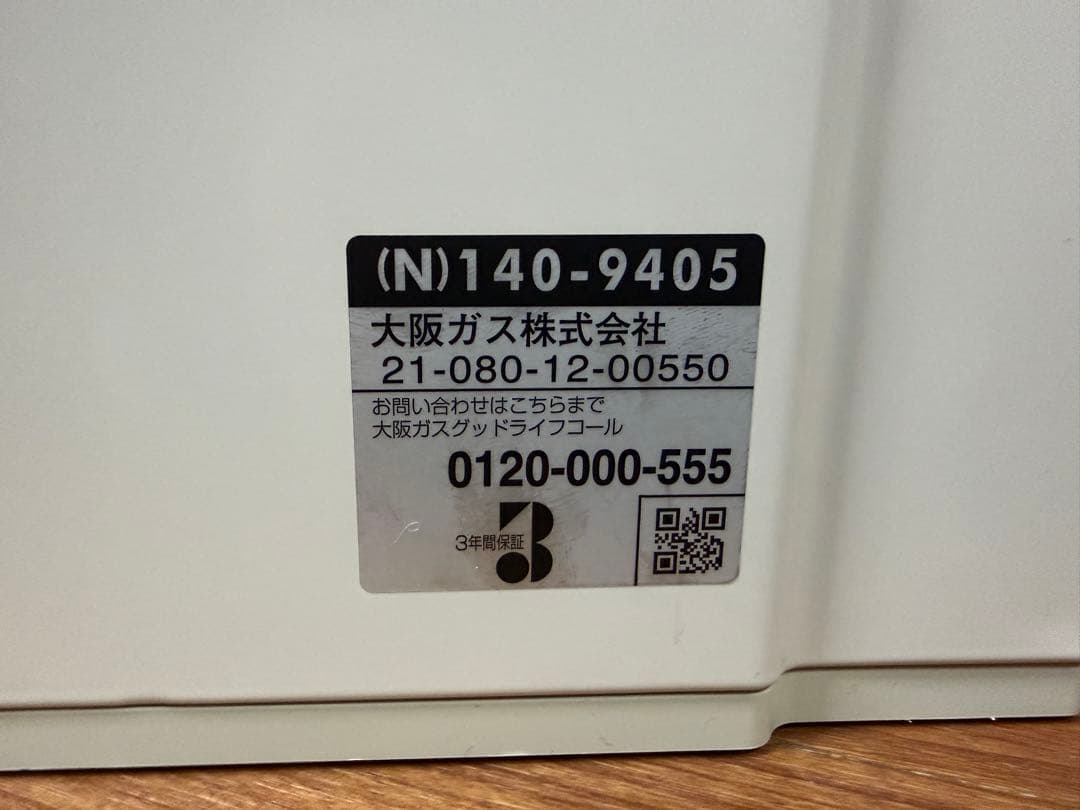 (N)140-9405
大阪ガス株式会社
21-080-12-00550
お問い合わせはこちらまで
大阪ガスグッドライフコール
0120-000-555
3年間保証
3